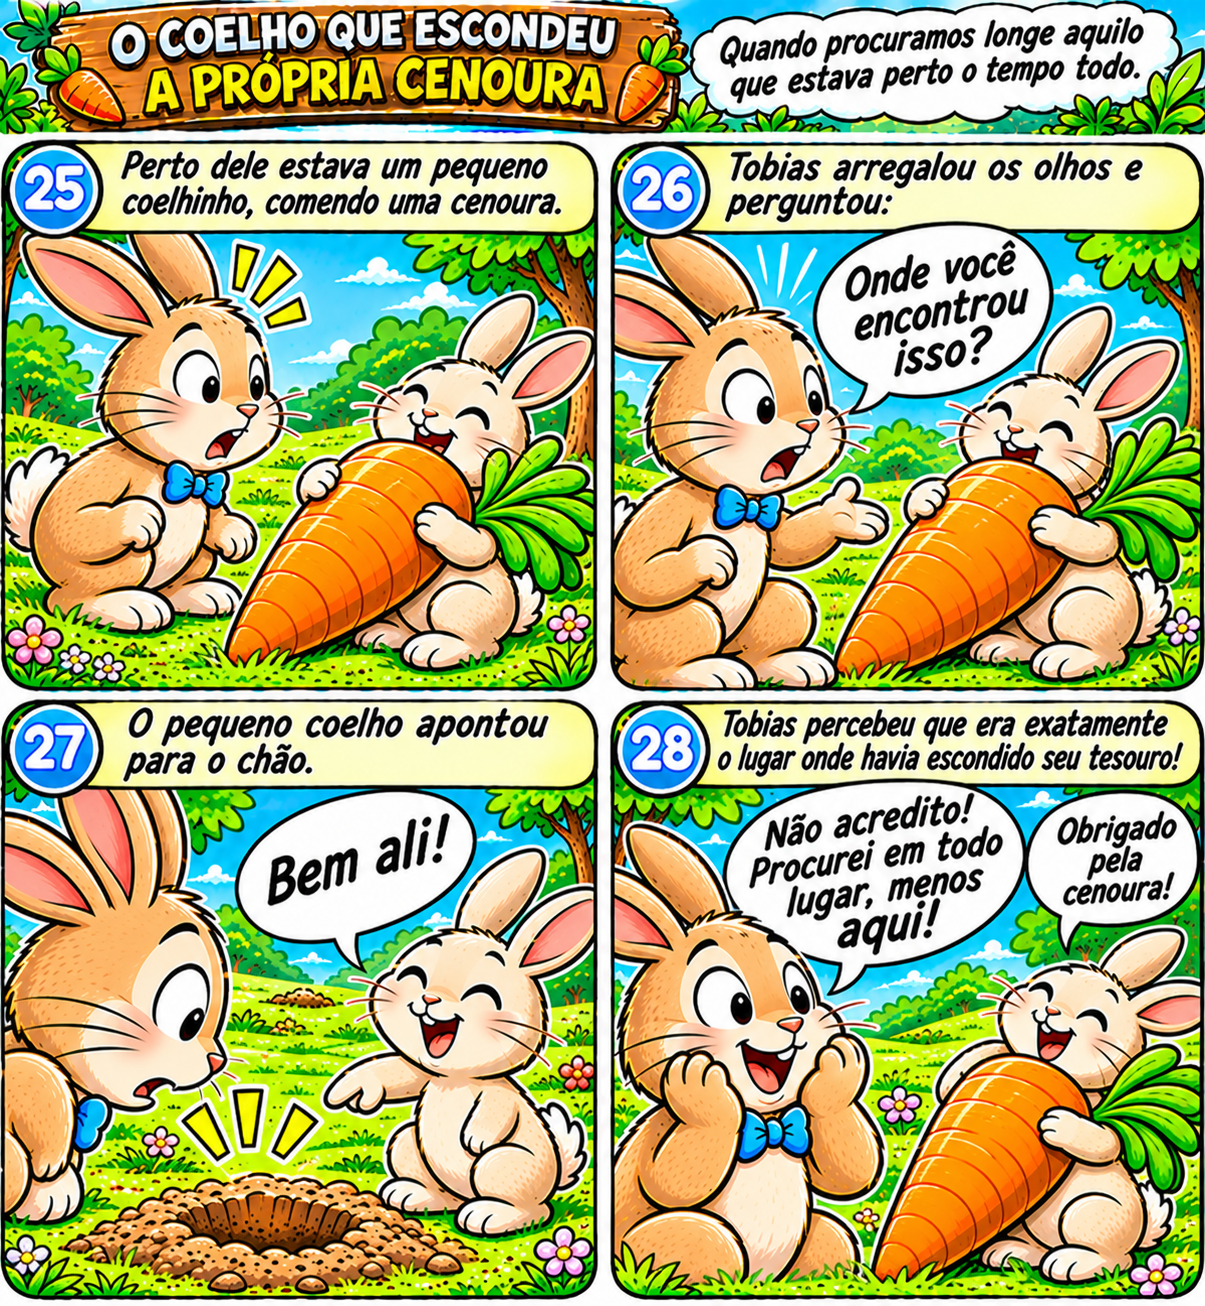 O COELHO QUE ESCONDEU
A PRÓPRIA CENOURA
Quando procuramos longe aquilo
que estava perto o tempo todo.
25
Perto dele estava um pequeno
coelhinho, comendo uma cenoura.
26
Tobias arregalou os olhos e
perguntou:
Onde você
encontrou
isso?
27
O pequeno coelho apontou
para o chão.
Bem ali!
28
Tobias percebeu que era exatamente
o lugar onde havia escondido seu tesouro!
Não acredito!
Procurei em todo
lugar, menos
aqui!
Obrigado
pela
cenoura!